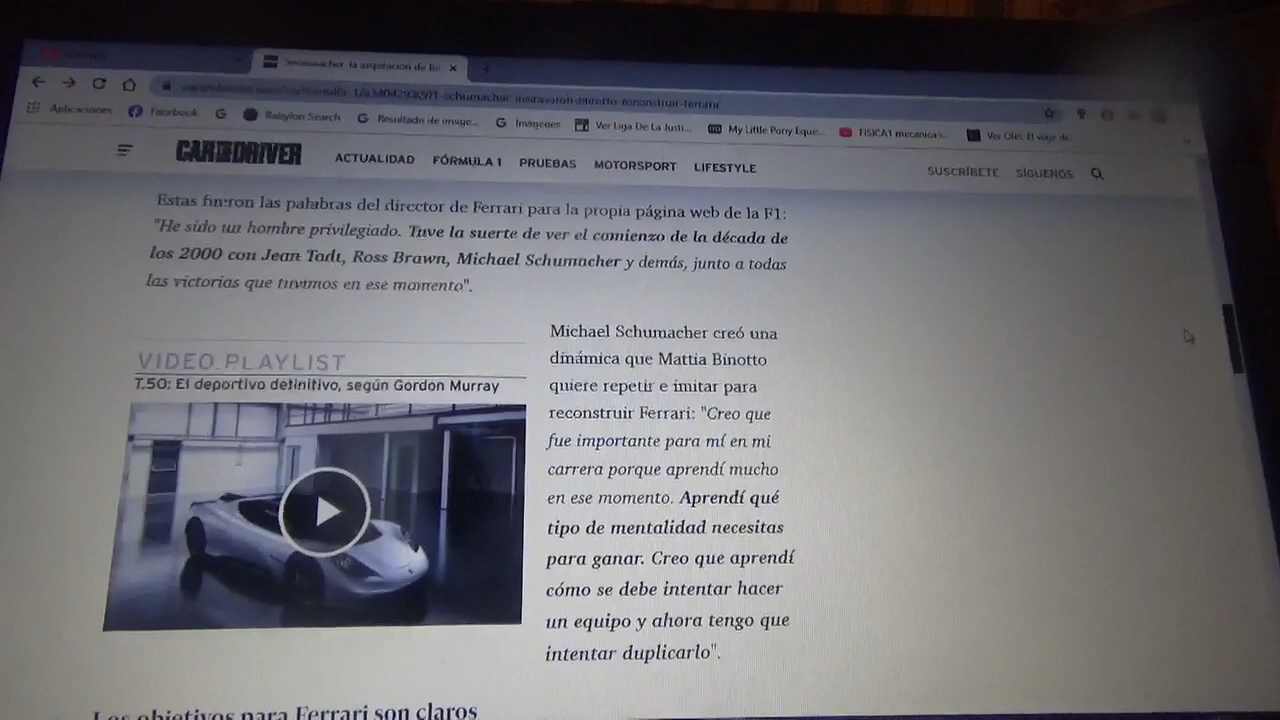 Schumacher, la inspiración de
Aplicaciones Facebook G Babylon Search Resultado de image... Imágenes Ver Liga De La Justi... My Little Pony Eque... FISICA1 mecanica r... Ver Olé! El viaje de...
CAR AND DRIVER ACTUALIDAD FÓRMULA 1 PRUEBAS MOTORSPORT LIFESTYLE SUSCRÍBETE SÍGUENOS
Estas fueron las palabras del director de Ferrari para la propia página web de la F1:
"He sido un hombre privilegiado. Tuve la suerte de ver el comienzo de la década de
los 2000 con Jean Todt, Ross Brawn, Michael Schumacher y demás, junto a todas
las victorias que tuvimos en ese momento".
VIDEO PLAYLIST
T.50: El deportivo definitivo, según Gordon Murray
Michael Schumacher creó una
dinámica que Mattia Binotto
quiere repetir e imitar para
reconstruir Ferrari: "Creo que
fue importante para mí en mi
carrera porque aprendí mucho
en ese momento. Aprendí qué
tipo de mentalidad necesitas
para ganar. Creo que aprendí
cómo se debe intentar hacer
un equipo y ahora tengo que
intentar duplicarlo".
Los objetivos para Ferrari son claros